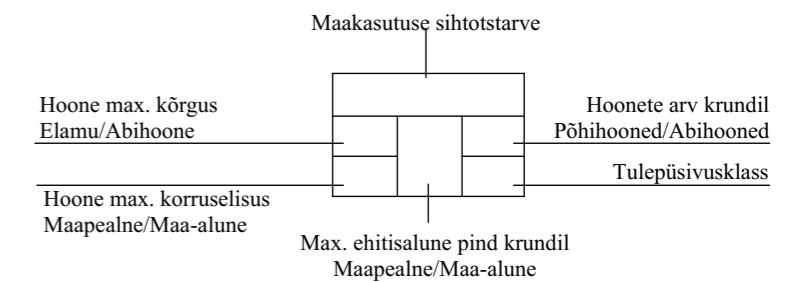 Maakasutuse sihtotstarve
Hoone max. kõrgus
Elamu/Abihoone
Hoonete arv krundil
Põhihooned/Abihooned
Tulepüsivusklass
Hoone max. korruselisus
Maapealne/Maa-alune
Max. ehitisalune pind krundil
Maapealne/Maa-alune